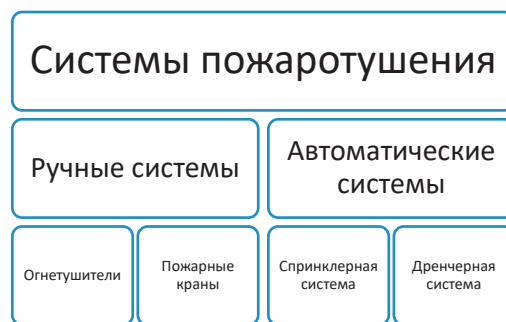 Системы пожаротушения
Ручные системы
Автоматические
системы
Огнетушители
Пожарные
краны
Спринклерная
система
Дренчерная
система